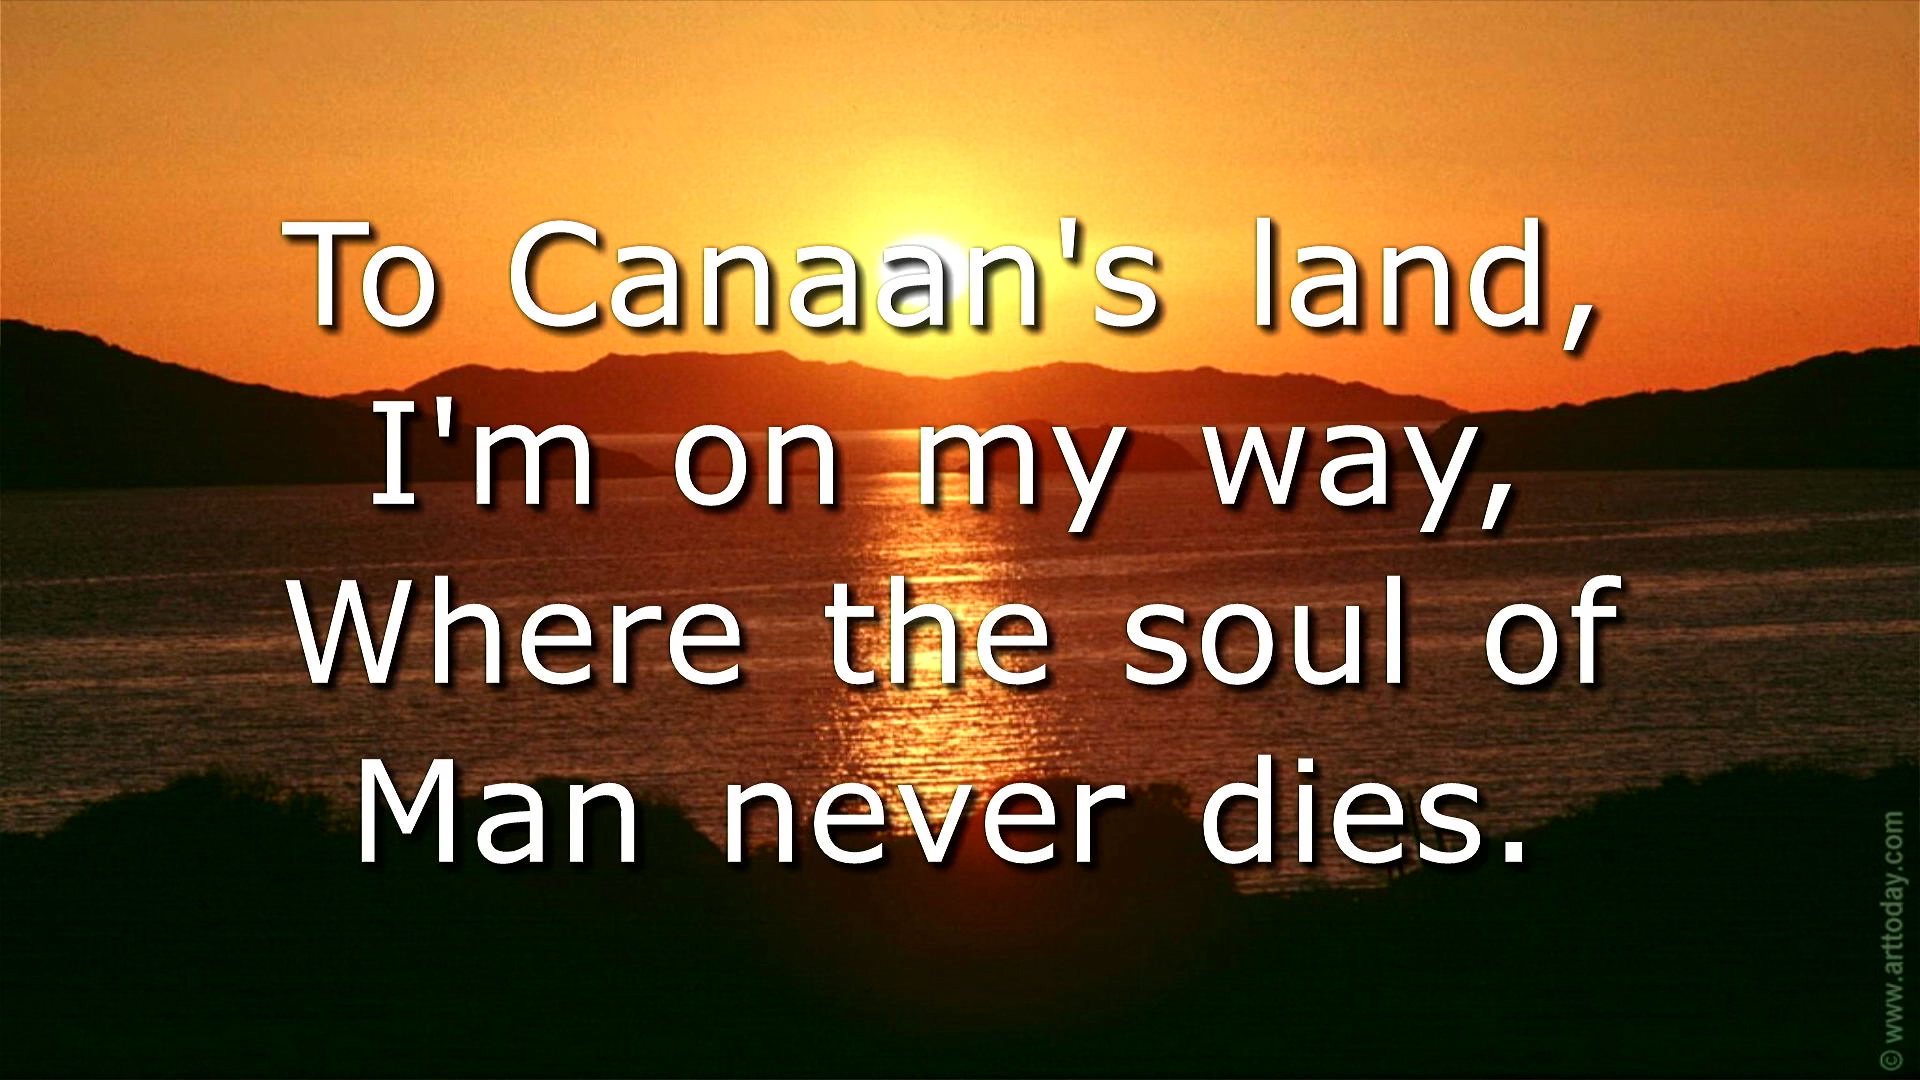 To Canaan's land,
I'm on my way,
Where the soul of
Man never dies.
© www.arttoday.com